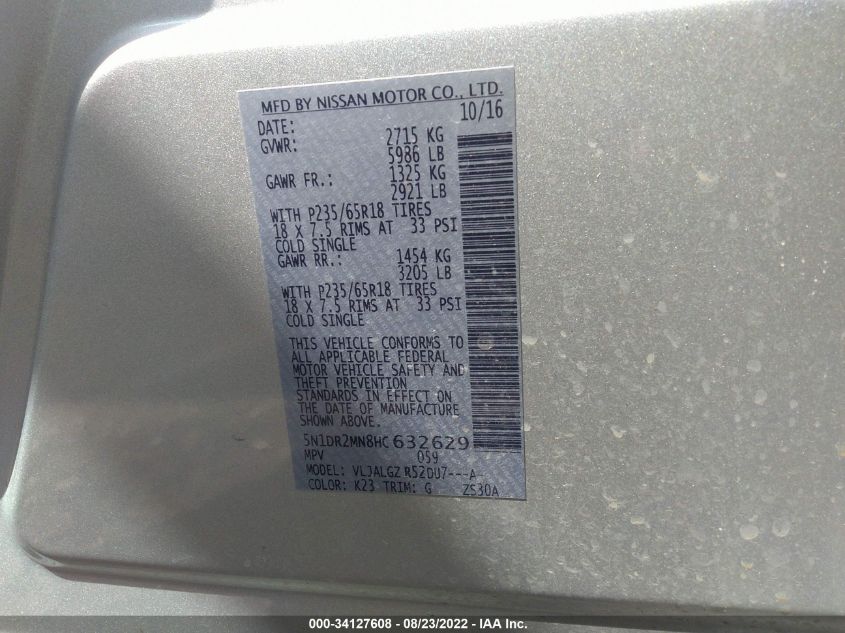 MFD BY NISSAN MOTOR CO., LTD.
DATE: 10/16
GVWR: 2715 KG
5986 LB
GAWR FR.: 1325 KG
2921 LB
WITH P235/65R18 TIRES
18 X 7.5 RIMS AT 33 PSI
COLD SINGLE
GAWR RR.: 1454 KG
3205 LB
WITH P235/65R18 TIRES
18 X 7.5 RIMS AT 33 PSI
COLD SINGLE
THIS VEHICLE CONFORMS TO
ALL APPLICABLE FEDERAL
MOTOR VEHICLE SAFETY AND
THEFT PREVENTION
STANDARDS IN EFFECT ON
THE DATE OF MANUFACTURE
SHOWN ABOVE.
5N1DR2MN8HC632629
MPV 059
MODEL: VLJALGZ R52DU7---A-
COLOR: K23 TRIM: G ZS30A
000-34127608 - 08/23/2022 - IAA Inc.